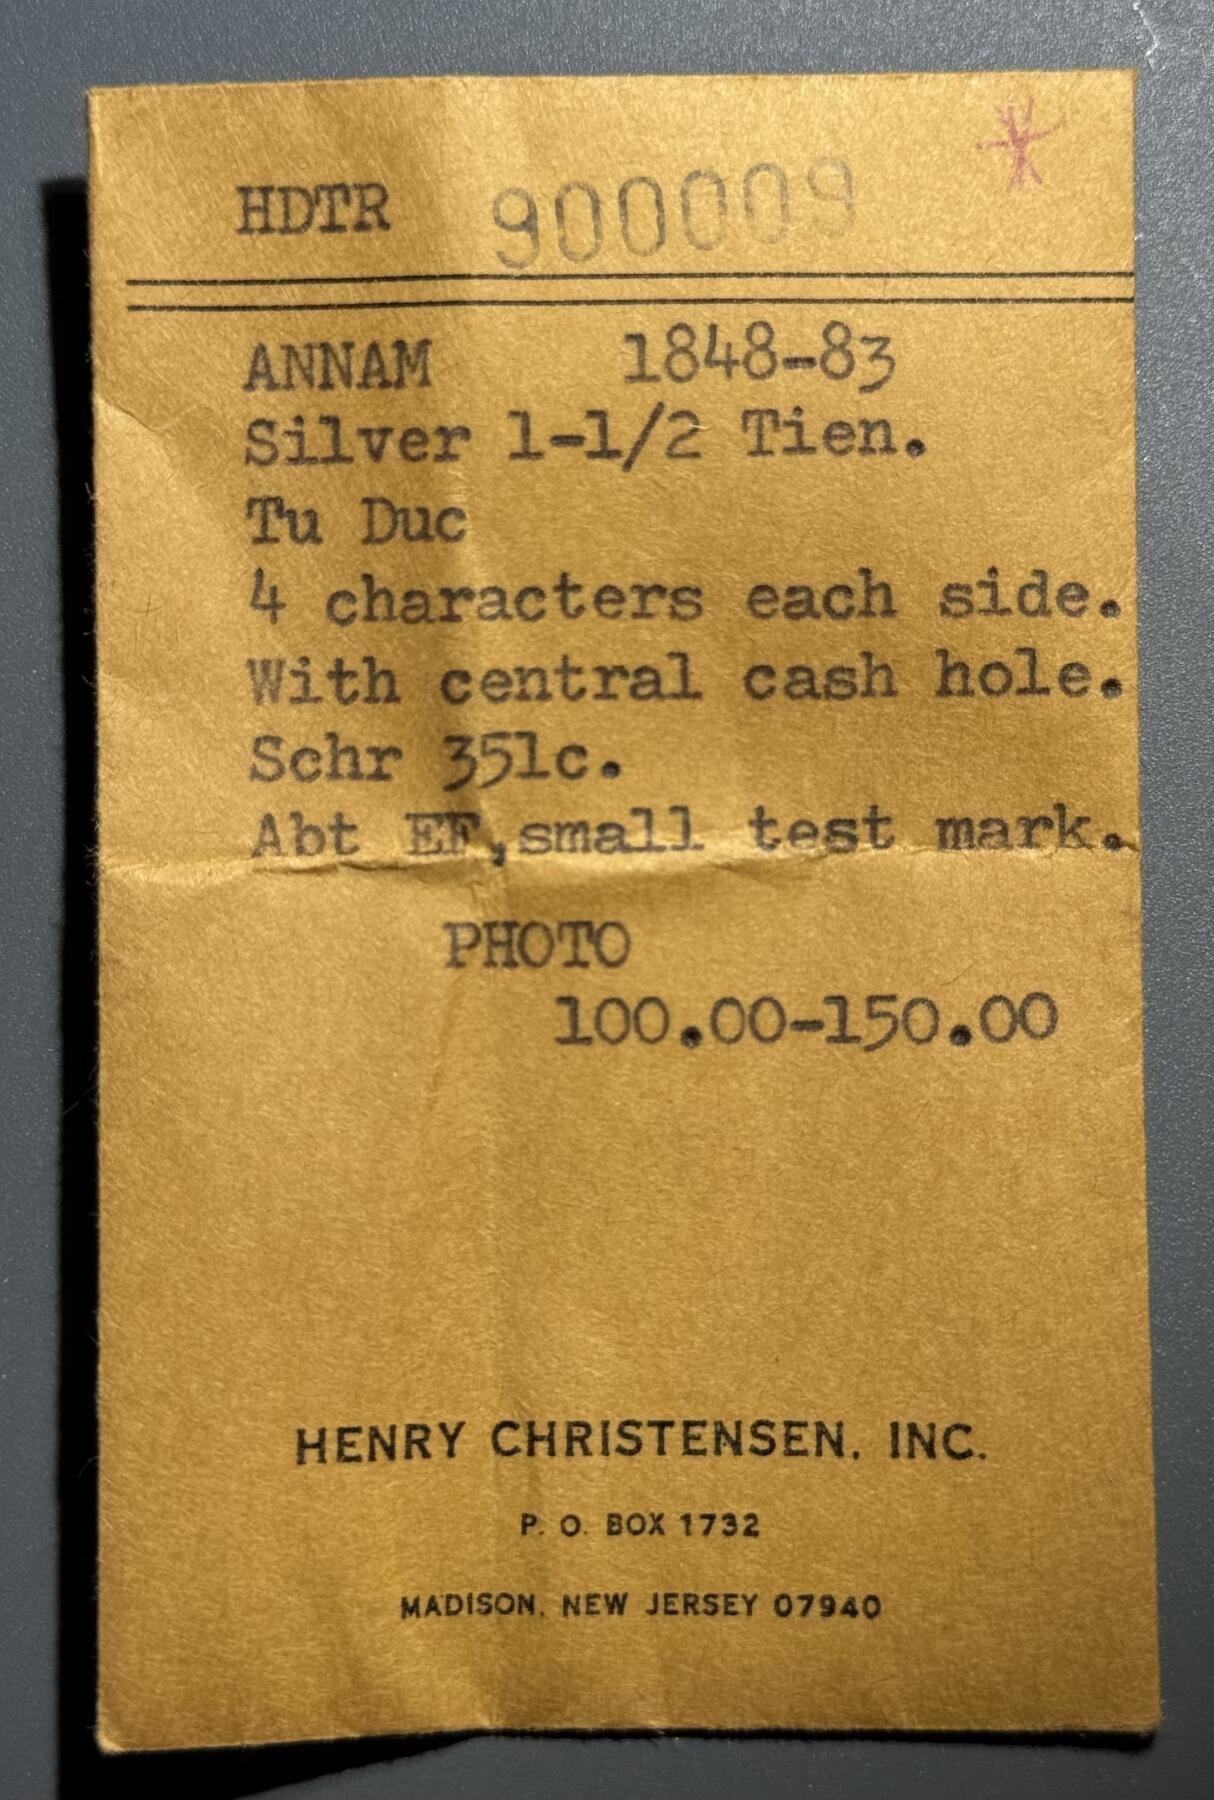 HDTR 900009
ANNAM 1848-83
Silver 1-1/2 Tien.
Tu Duc
4 characters each side.
With central cash hole.
Schr 351c.
Abt EF,small test mark.
PHOTO
100.00-150.00
HENRY CHRISTENSEN, INC.
P. O. BOX 1732
MADISON, NEW JERSEY 07940